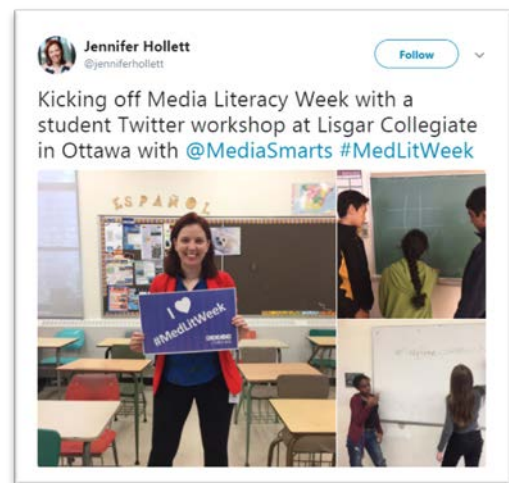 Jennifer Hollett
@jenniferhollett
Follow
Kicking off Media Literacy Week with a
student Twitter workshop at Lisgar Collegiate
in Ottawa with @MediaSmarts #MedLitWeek
ESPAÑOL
I
#MedLitWeek